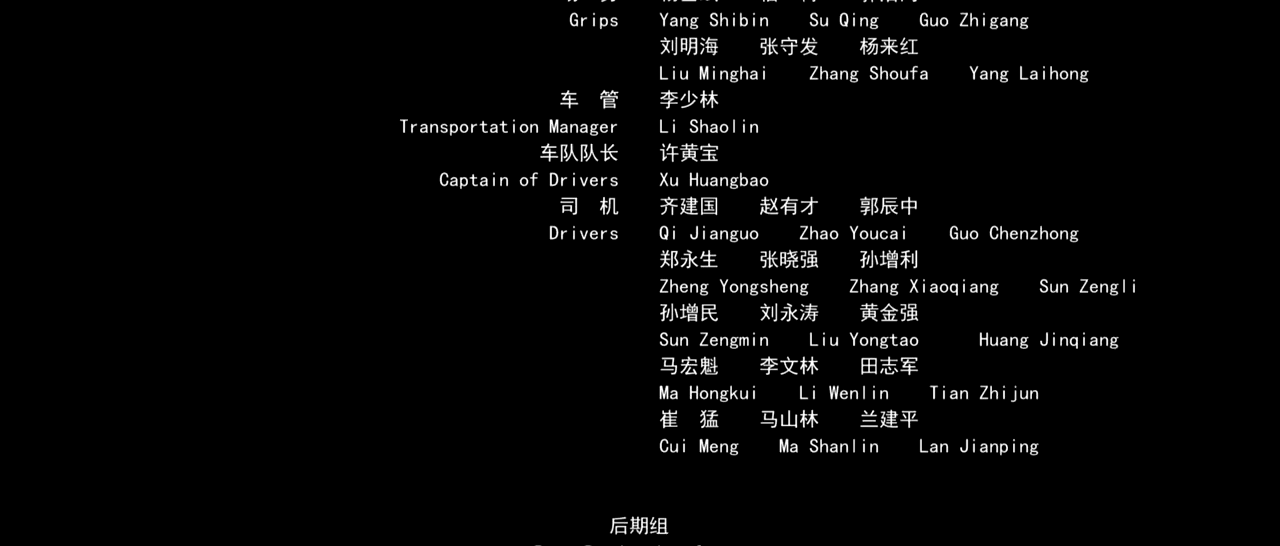 Grips Yang Shibin Su Qing Guo Zhigang
刘明海 张守发 杨来红
Liu Minghai Zhang Shoufa Yang Laihong
车 管 李少林
Transportation Manager Li Shaolin
车队队长 许黄宝
Captain of Drivers Xu Huangbao
司 机 齐建国 赵有才 郭辰中
Drivers Qi Jianguo Zhao Youcai Guo Chenzhong
郑永生 张晓强 孙增利
Zheng Yongsheng Zhang Xiaoqiang Sun Zengli
孙增民 刘永涛 黄金强
Sun Zengmin Liu Yongtao Huang Jinqiang
马宏魁 李文林 田志军
Ma Hongkui Li Wenlin Tian Zhijun
崔 猛 马山林 兰建平
Cui Meng Ma Shanlin Lan Jianping
后期组